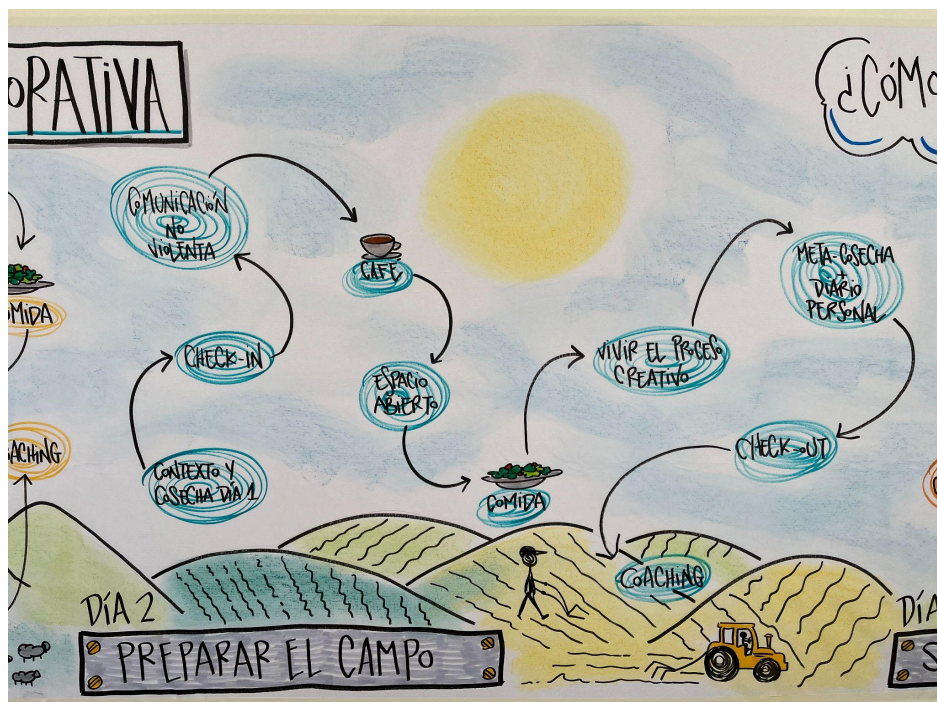 ORATIVA
¿CÓMO
COMUNICACIÓN
NO
VIOLENTA
CAFÉ
OMIDA
CHECK-IN
META-COSECHA
+
DIARIO
PERSONAL
ESPACIO
ABIERTO
VIVIR EL PROCESO
CREATIVO
OACHING
CONTEXTO Y
COSECHA DÍA 1
COMIDA
CHECK-OUT
COACHING
DÍA 2
PREPARAR EL CAMPO
DÍA
S